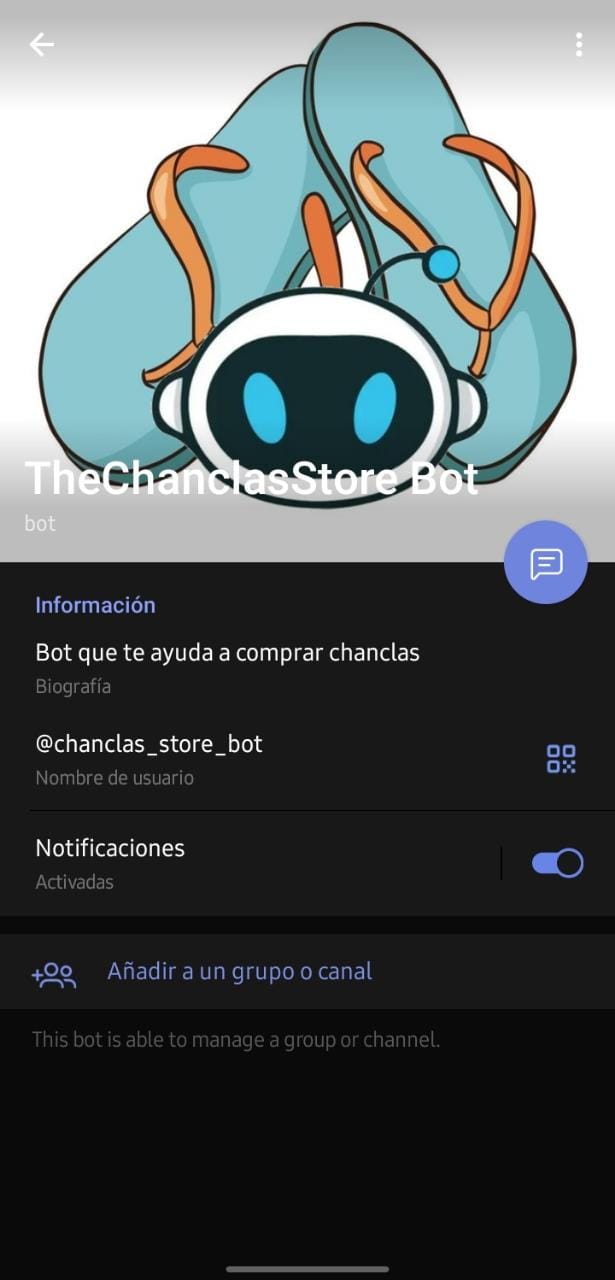 TheChanclasStore Bot
bot
Información
Bot que te ayuda a comprar chanclas
Biografía
@chanclas_store_bot
Nombre de usuario
Notificaciones
Activadas
Añadir a un grupo o canal
This bot is able to manage a group or channel.